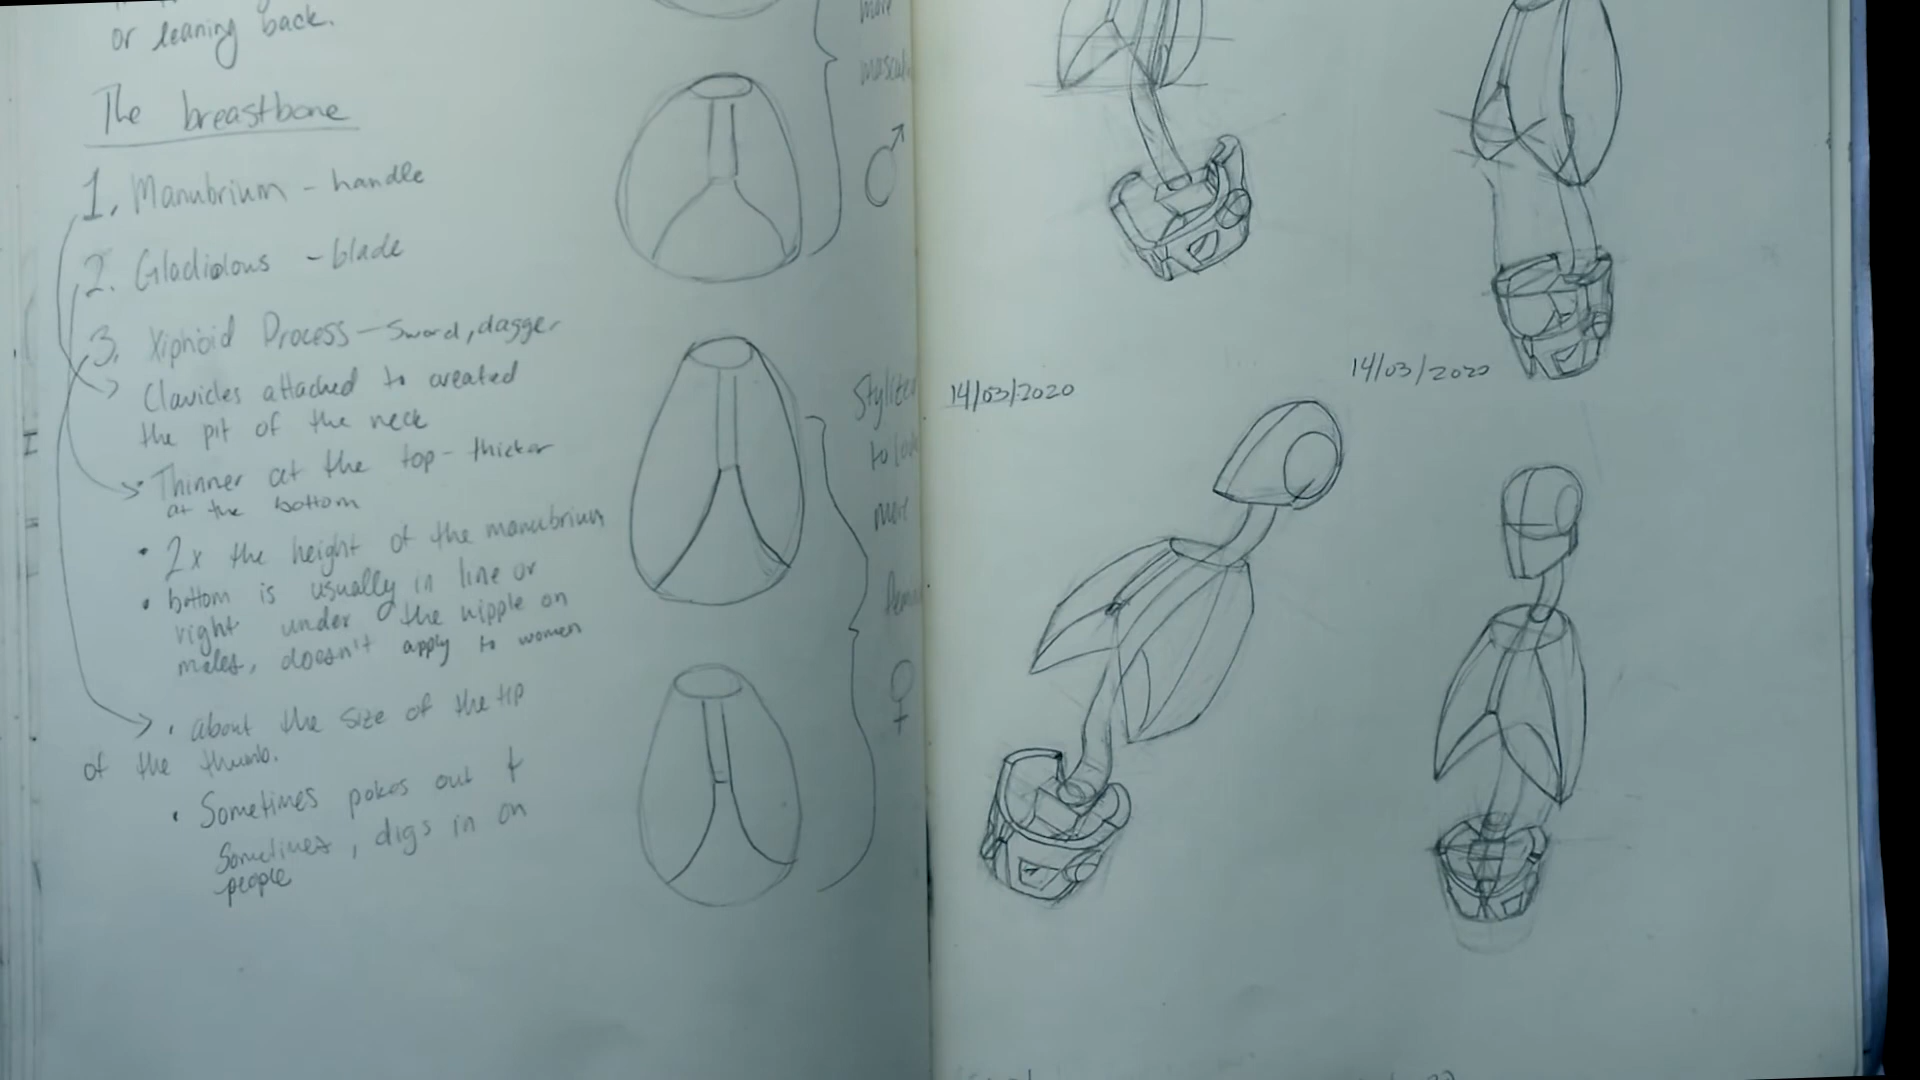 or leaning back.
The breastbone
1. Manubrium - handle
2. Gladiolous - blade
3. Xiphoid Process - Sword, dagger
Clavicles attached to created
the pit of the neck
• Thinner at the top - thicker
at the bottom
• 2x the height of the manubrium
• bottom is usually in line or
right under the nipple on
males, doesn't apply to women
• about the size of the tip
of the thumb.
• Sometimes pokes out +
Sometimes, digs in on
people
more
♂
Stylized
more
♀
14/03/2020
14/03/2020